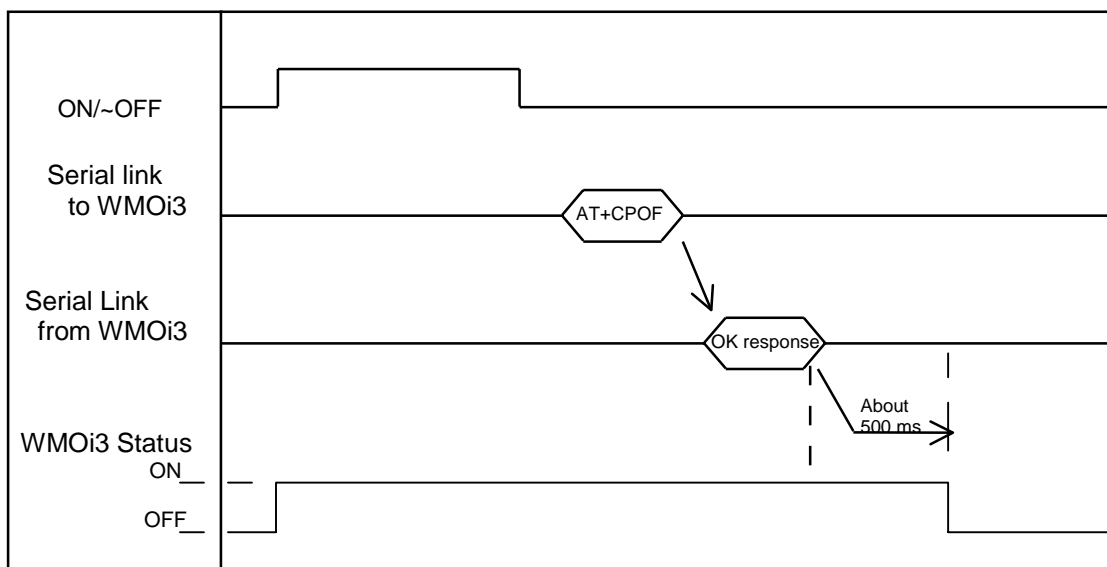 ON/~OFF
Serial link
to WMOi3
AT+CPOF
Serial Link
from WMOi3
OK response
About
500 ms
WMOi3 Status
ON
OFF